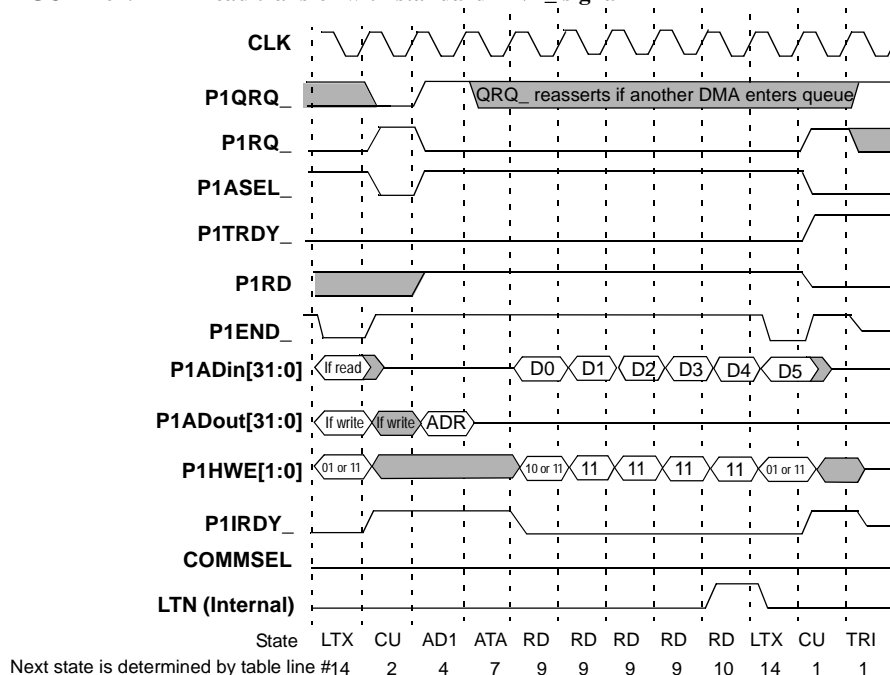 CLK
P1QRQ_ QRQ_ reasserts if another DMA enters queue
P1RQ_
P1ASEL_
P1TRDY_
P1RD
P1END_
P1ADin[31:0] If read D0 D1 D2 D3 D4 D5
P1ADout[31:0] If write If write ADR
P1HWE[1:0] 01 or 11 10 or 11 11 11 11 11 01 or 11
P1IRDY_
COMMSEL
LTN (Internal)
State LTX CU AD1 ATA RD RD RD RD RD LTX CU TRI
Next state is determined by table line #14 2 4 7 9 9 9 9 10 14 1 1